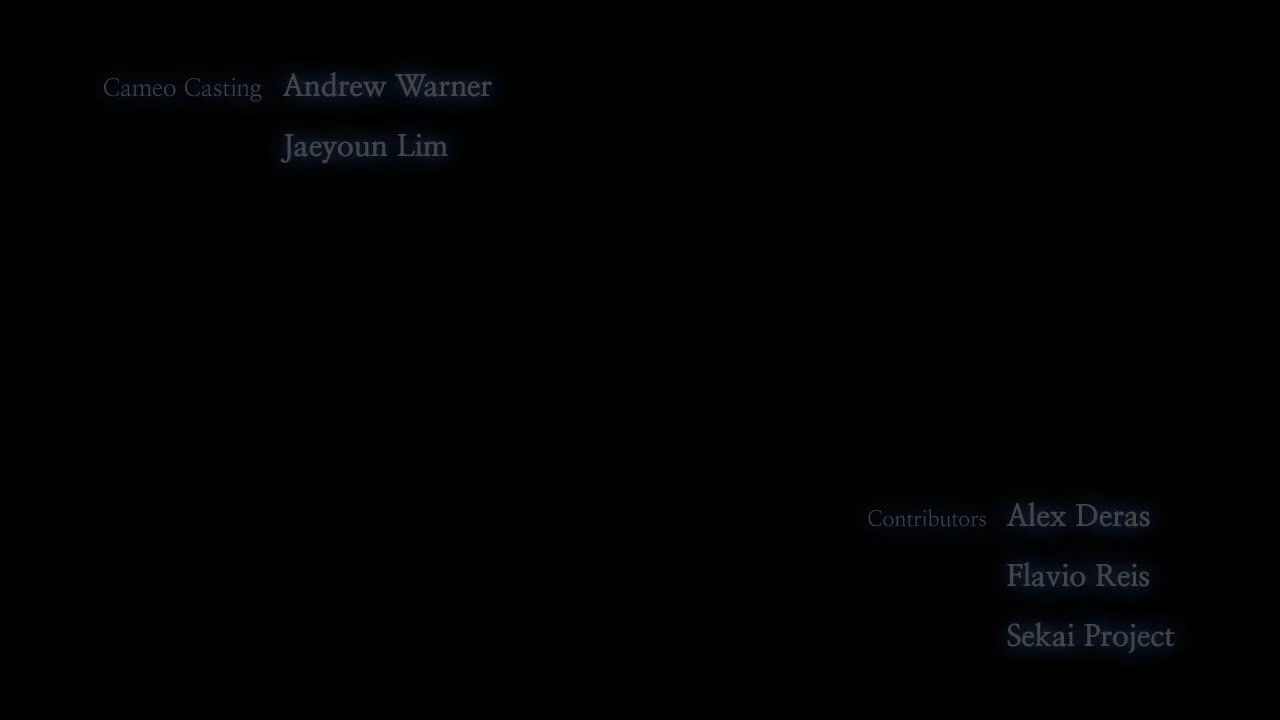 Cameo Casting Andrew Warner
Jaeyoun Lim
Contributors Alex Deras
Flavio Reis
Sekai Project